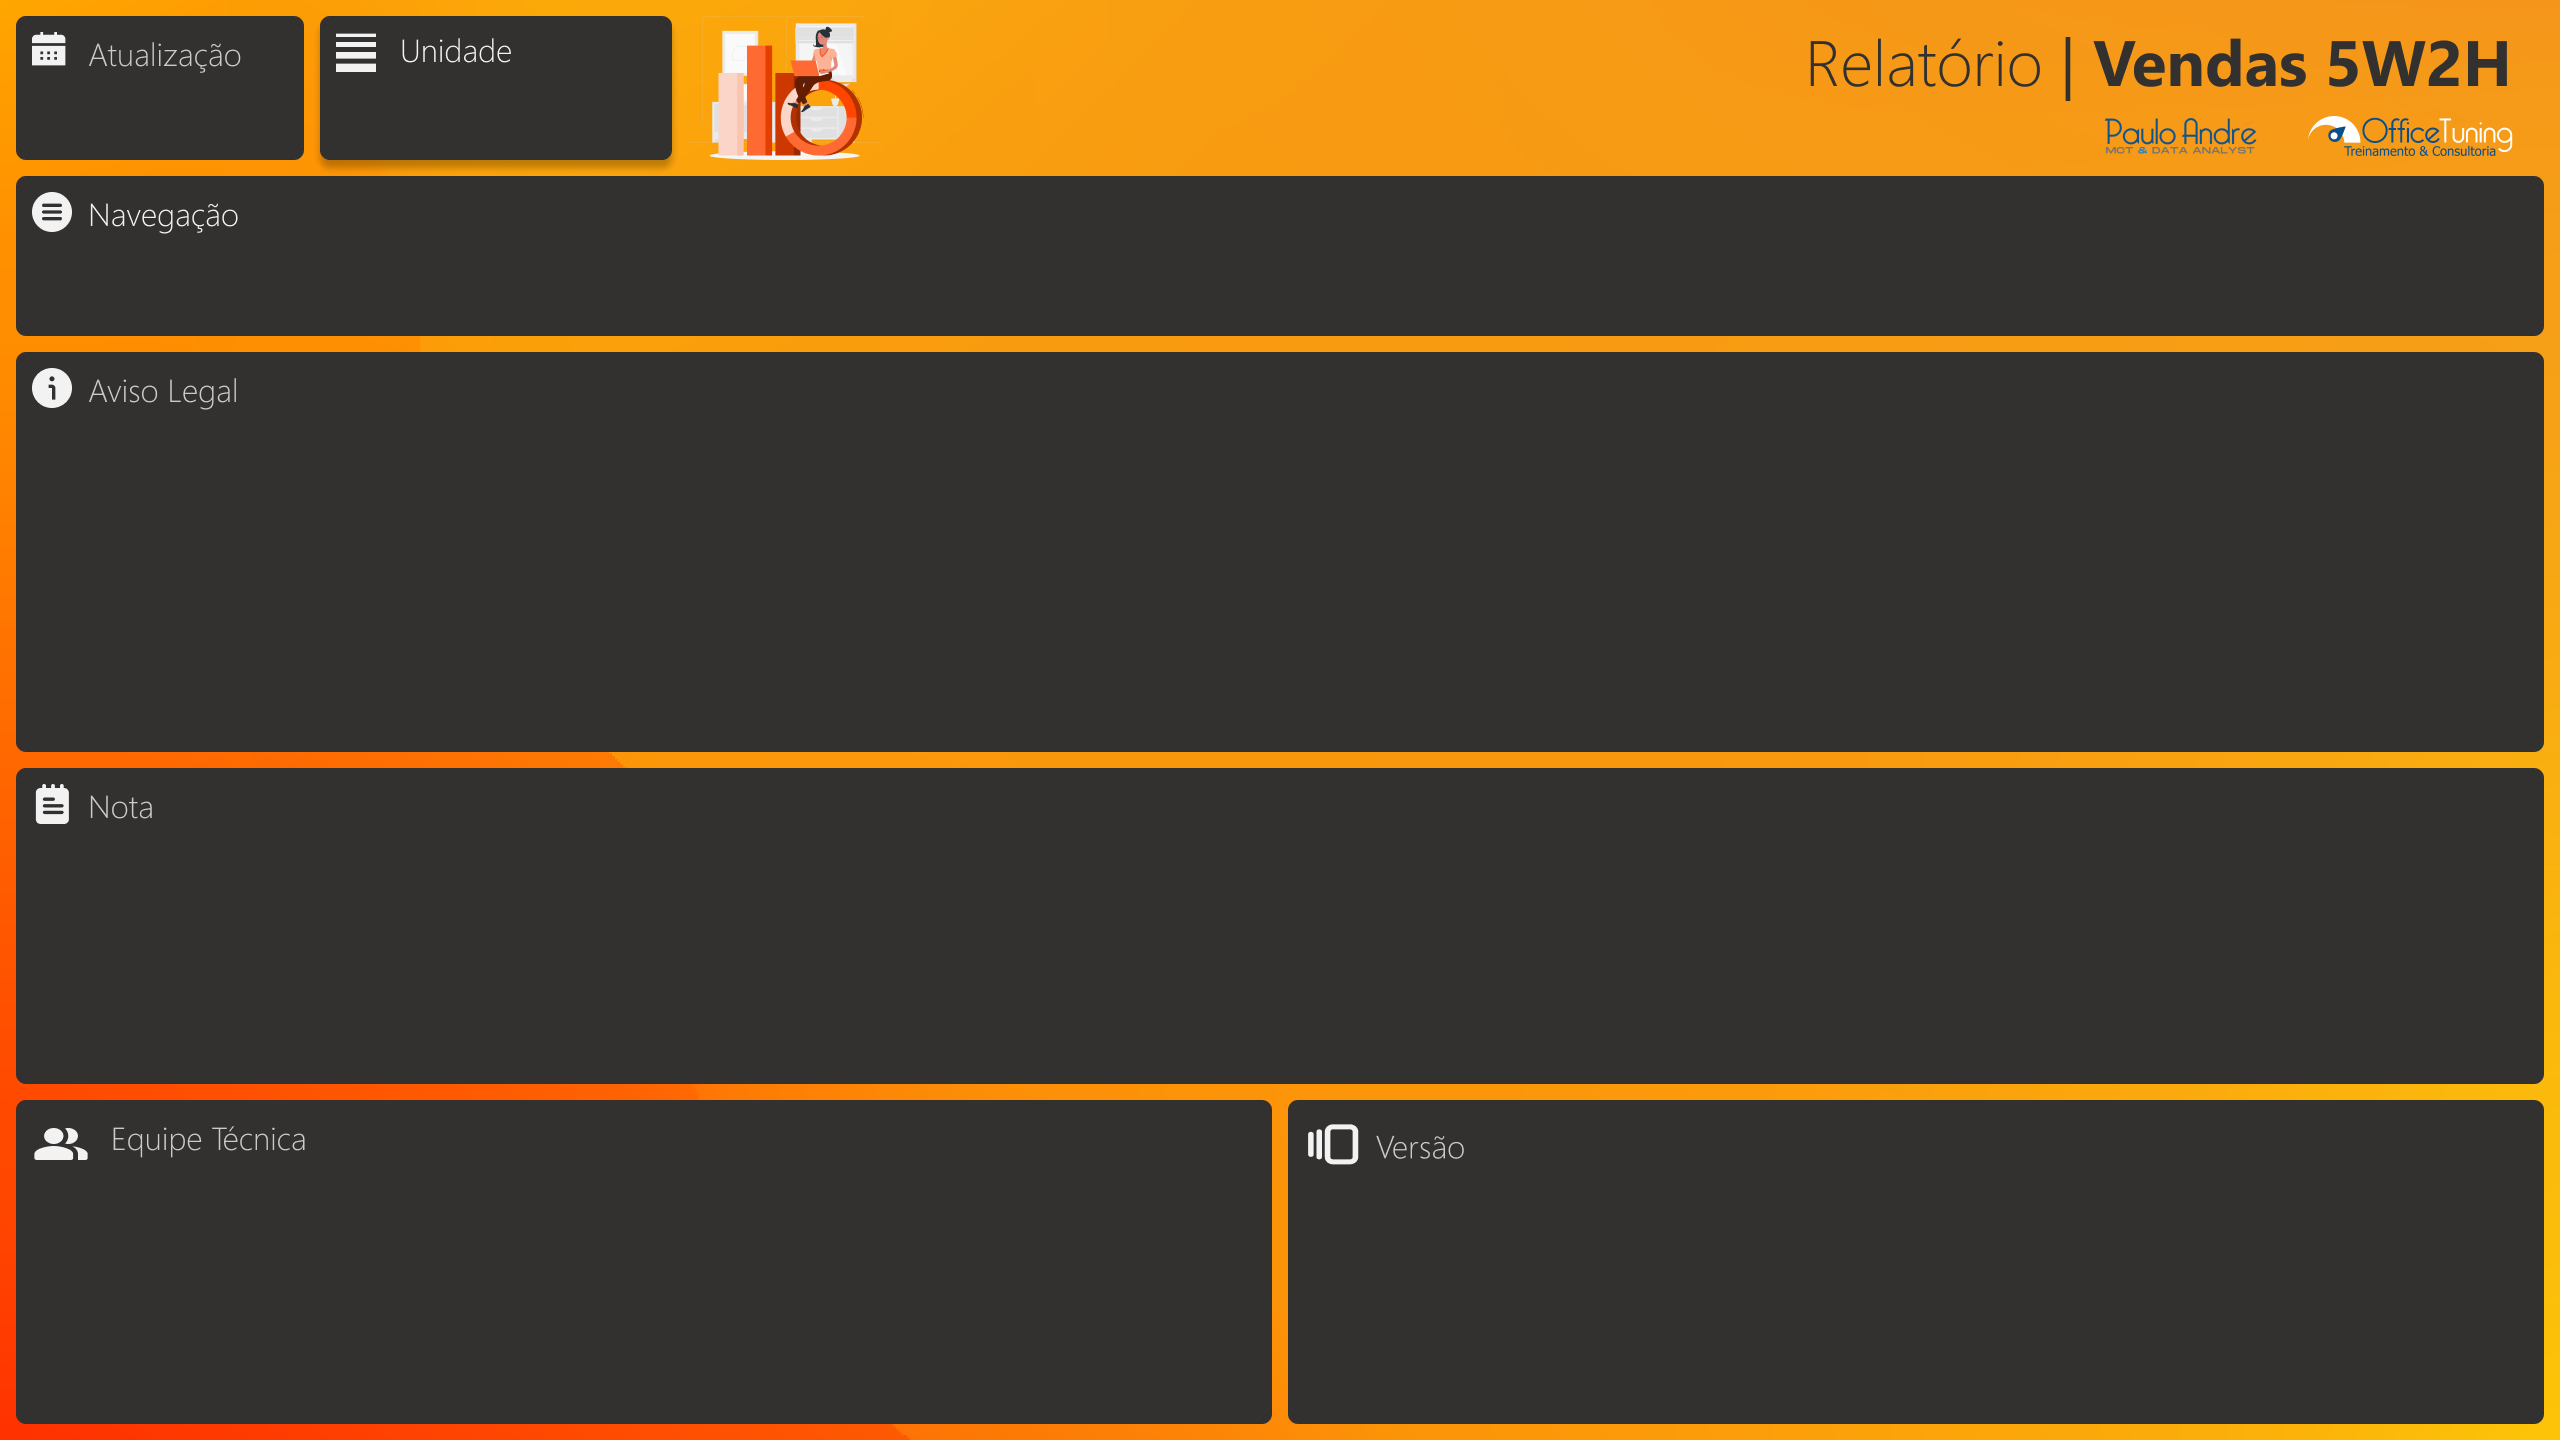 Atualização
Unidade
Relatório | Vendas 5W2H
Paulo Andre
MCT & DATA ANALYST
OfficeTuning
Treinamento & Consultoria
Navegação
Aviso Legal
Nota
Equipe Técnica
Versão